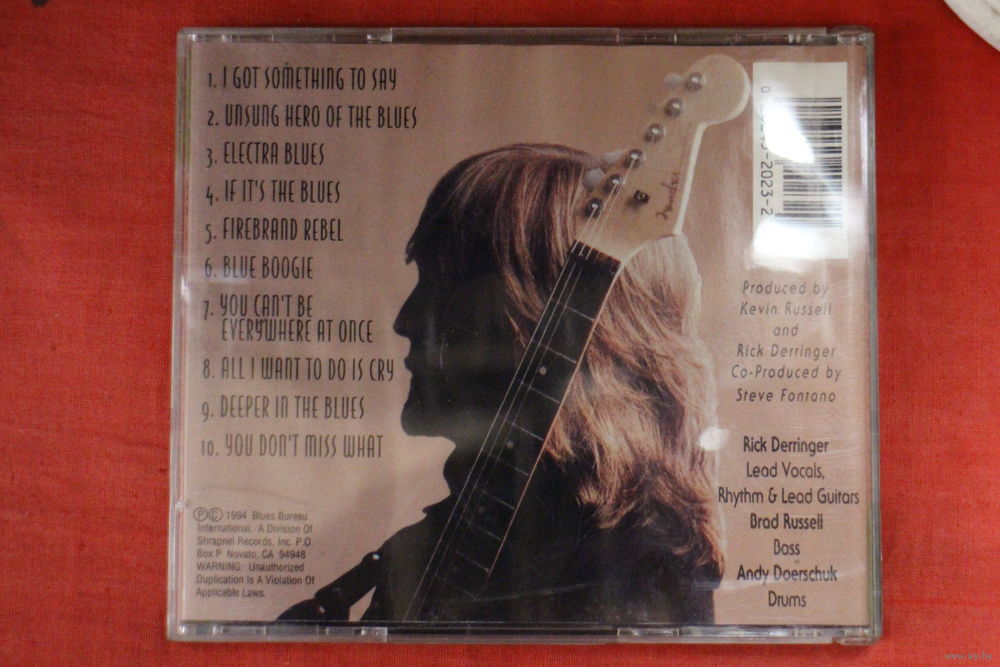 1. I GOT SOMETHING TO SAY
2. UNSUNG HERO OF THE BLUES
3. ELECTRA BLUES
4. IF IT'S THE BLUES
5. FIREBRAND REBEL
6. BLUE BOOGIE
7. YOU CAN'T BE
EVERYWHERE AT ONCE
8. ALL I WANT TO DO IS CRY
9. DEEPER IN THE BLUES
10. YOU DON'T MISS WHAT
Ⓟ© 1994 Blues Bureau
International, A Division Of
Shrapnel Records, Inc. P.O.
Box P Novato, CA 94948
WARNING: Unauthorized
Duplication Is A Violation Of
Applicable Laws.
Fender
-2023-2
Produced by
Kevin Russell
and
Rick Derringer
Co-Produced by
Steve Fontano
Rick Derringer
Lead Vocals,
Rhythm & Lead Guitars
Brad Russell
Bass
Andy Doerschuk
Drums
www.ay.by